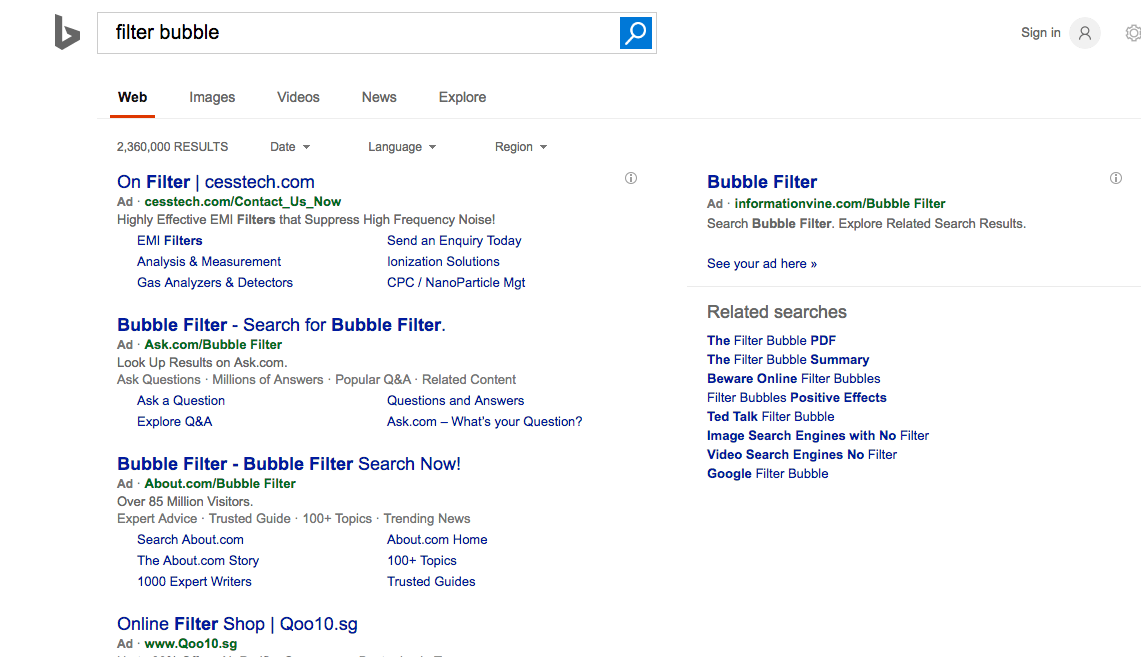 filter bubble
Sign in
Web Images Videos News Explore
2,360,000 RESULTS Date Language Region
On Filter | cesstech.com
Ad · cesstech.com/Contact_Us_Now
Highly Effective EMI Filters that Suppress High Frequency Noise!
EMI Filters Send an Enquiry Today
Analysis & Measurement Ionization Solutions
Gas Analyzers & Detectors CPC / NanoParticle Mgt
Bubble Filter - Search for Bubble Filter.
Ad · Ask.com/Bubble Filter
Look Up Results on Ask.com.
Ask Questions · Millions of Answers · Popular Q&A · Related Content
Ask a Question Questions and Answers
Explore Q&A Ask.com – What's your Question?
Bubble Filter - Bubble Filter Search Now!
Ad · About.com/Bubble Filter
Over 85 Million Visitors.
Expert Advice · Trusted Guide · 100+ Topics · Trending News
Search About.com About.com Home
The About.com Story 100+ Topics
1000 Expert Writers Trusted Guides
Online Filter Shop | Qoo10.sg
Ad · www.Qoo10.sg
Bubble Filter
Ad · informationvine.com/Bubble Filter
Search Bubble Filter. Explore Related Search Results.
See your ad here »
Related searches
The Filter Bubble PDF
The Filter Bubble Summary
Beware Online Filter Bubbles
Filter Bubbles Positive Effects
Ted Talk Filter Bubble
Image Search Engines with No Filter
Video Search Engines No Filter
Google Filter Bubble